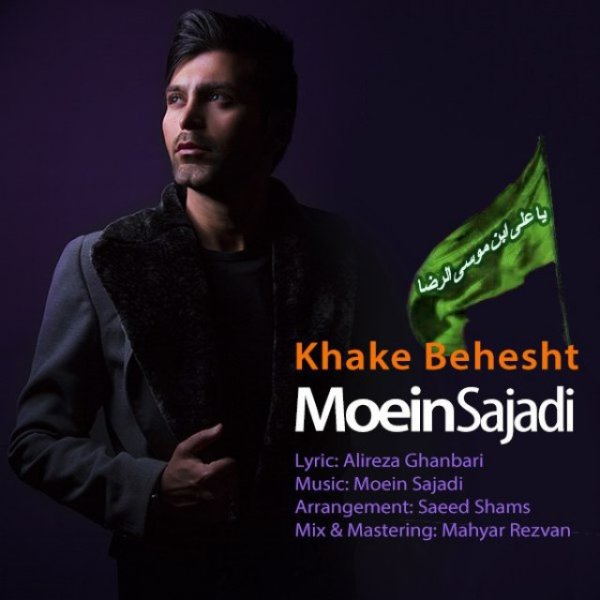 یا علی ابن موسی الرضا
Khake Behesht
MoeinSajadi
Lyric: Alireza Ghanbari
Music: Moein Sajadi
Arrangement: Saeed Shams
Mix & Mastering: Mahyar Rezvan